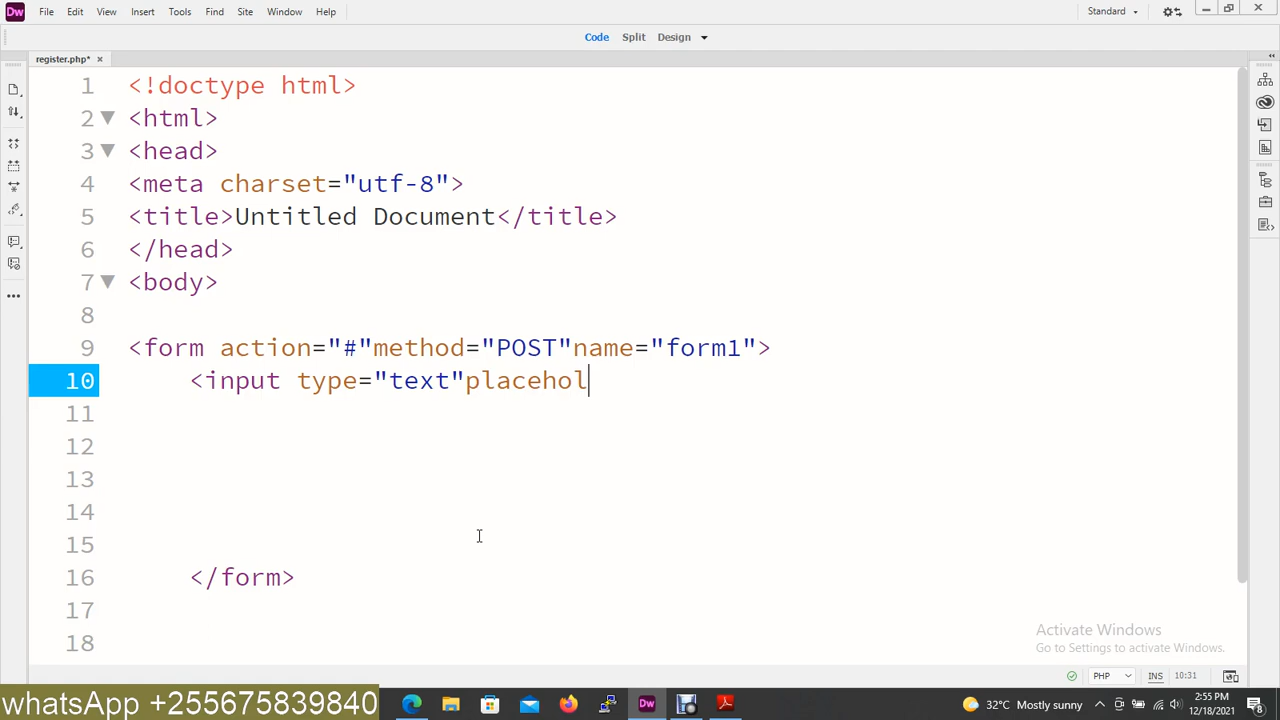 Dw File Edit View Insert Tools Find Site Window Help Standard
Code Split Design
register.php*
1 <!doctype html>
2 <html>
3 <head>
4 <meta charset="utf-8">
5 <title>Untitled Document</title>
6 </head>
7 <body>
8
9 <form action="#"method="POST"name="form1">
10 <input type="text"placehol
11
12
13
14
15
16 </form>
17
18
Activate Windows
Go to Settings to activate Windows.
PHP INS 10:31
whatsApp +255675839840
Dw
32°C Mostly sunny
2:55 PM
12/18/2021
8